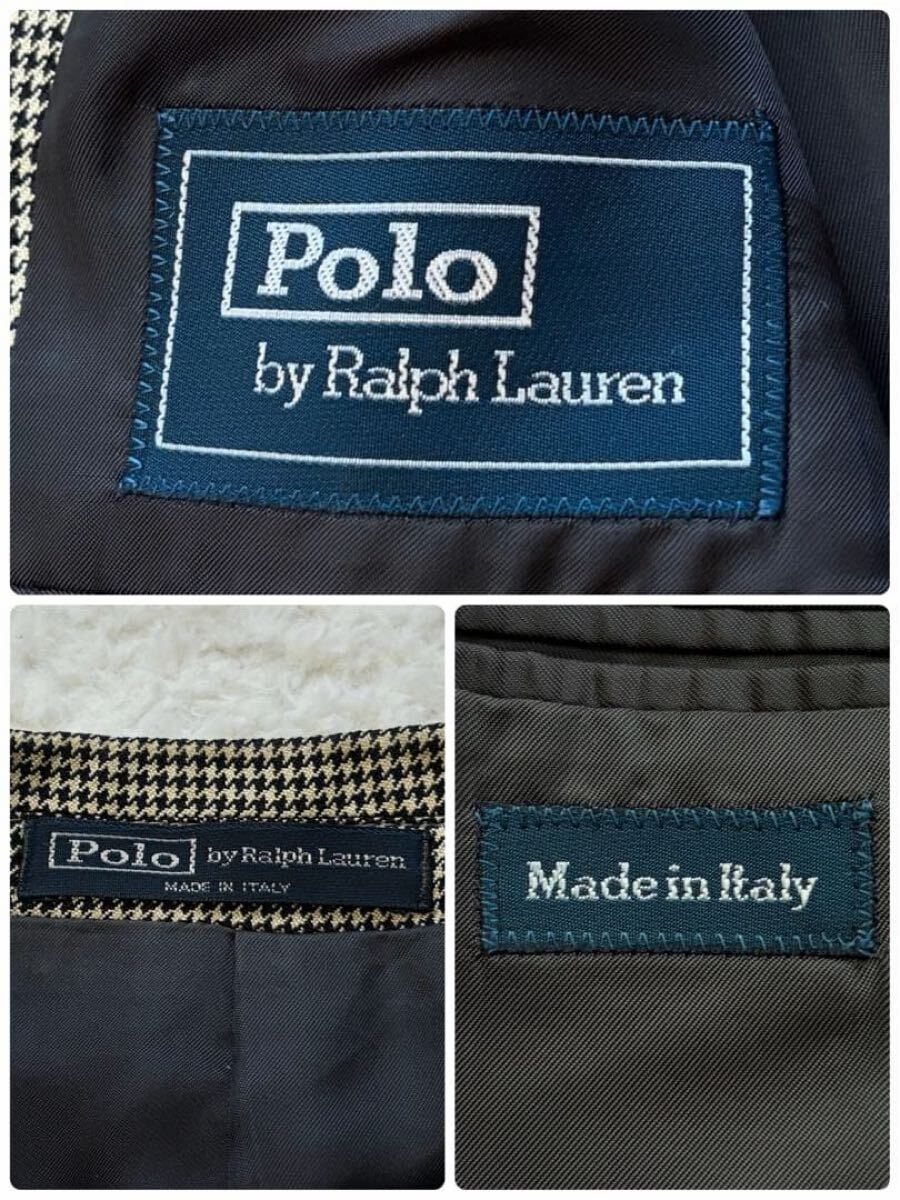 Polo
by Ralph Lauren
Polo by Ralph Lauren
MADE IN ITALY
Made in Italy